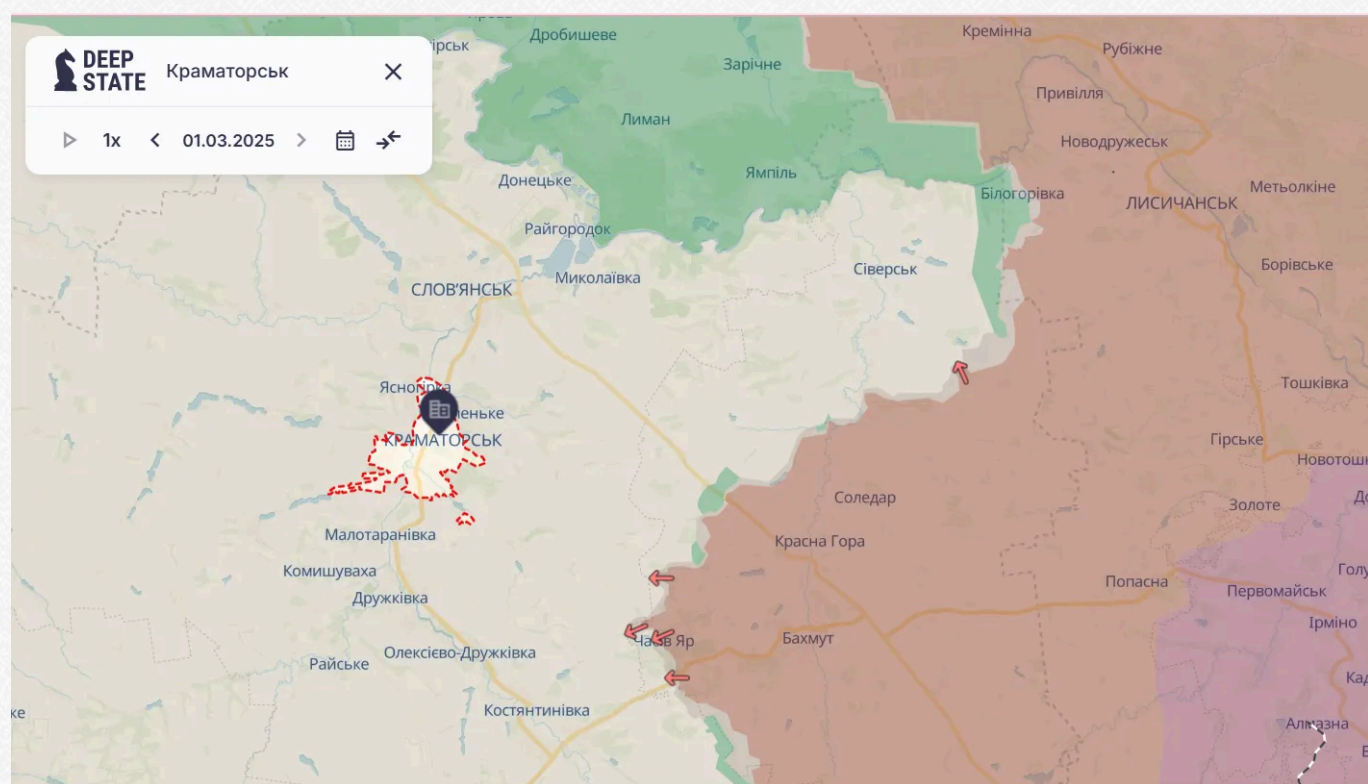 DEEP
STATE
Краматорськ
1x
01.03.2025
Дробишеве
Кремінна
Рубіжне
Зарічне
Привілля
Лиман
Новодружеськ
Ямпіль
Донецьке
Білогорівка
Метьолкіне
ЛИСИЧАНСЬК
Райгородок
Сіверськ
Борівське
Миколаївка
СЛОВ'ЯНСЬК
Тошківка
Ясногірка
КРАМАТОРСЬК
Гірське
Соледар
Золоте
Малотаранівка
Красна Гора
Комишуваха
Попасна
Первомайськ
Дружківка
Ірміно
Часів Яр
Бахмут
Олексієво-Дружківка
Райське
Костянтинівка
Алмазна